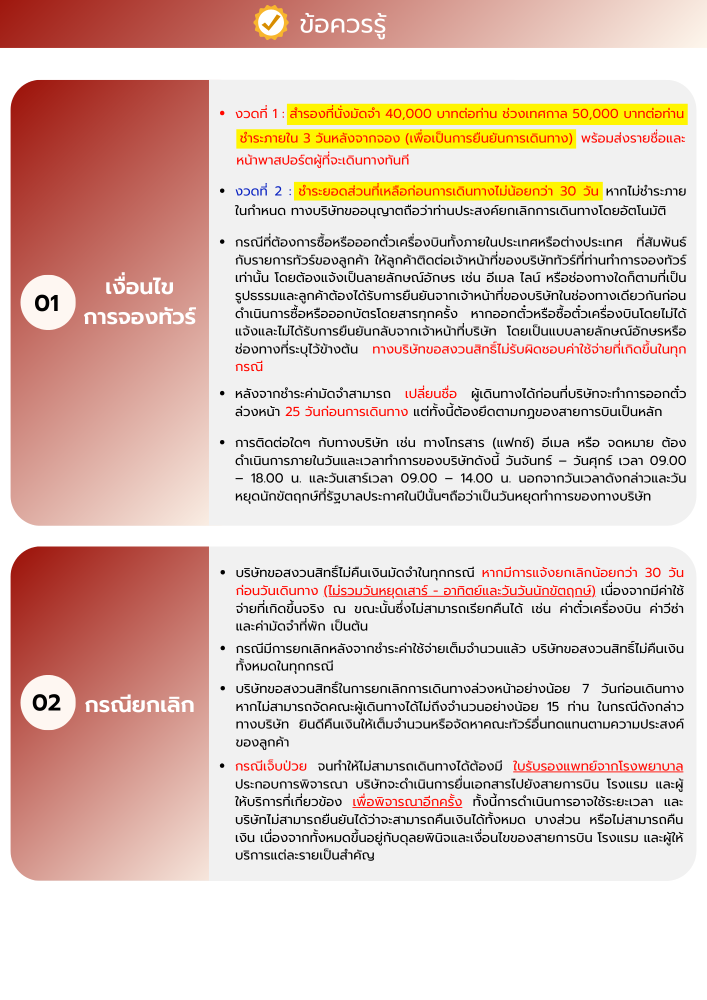 ข้อควรรู้
01
เงื่อนไข
การจองทัวร์
• งวดที่ 1 : สำรองที่นั่งมัดจำ 40,000 บาทต่อท่าน ช่วงเทศกาล 50,000 บาทต่อท่าน
ชำระภายใน 3 วันหลังจากจอง (เพื่อเป็นการยืนยันการเดินทาง) พร้อมส่งรายชื่อและ
หน้าพาสปอร์ตผู้ที่จะเดินทางทันที
• งวดที่ 2 : ชำระยอดส่วนที่เหลือก่อนการเดินทางไม่น้อยกว่า 30 วัน หากไม่ชำระภาย
ในกำหนด ทางบริษัทขออนุญาตถือว่าท่านประสงค์ยกเลิกการเดินทางโดยอัตโนมัติ
• กรณีที่ต้องการซื้อหรือออกตั๋วเครื่องบินทั้งภายในประเทศหรือต่างประเทศ ที่สัมพันธ์
กับรายการทัวร์ของลูกค้า ให้ลูกค้าติดต่อเจ้าหน้าที่ของบริษัททัวร์ที่ท่านทำการจองทัวร์
เท่านั้น โดยต้องแจ้งเป็นลายลักษณ์อักษร เช่น อีเมล ไลน์ หรือช่องทางใดก็ตามที่เป็น
รูปธรรมและลูกค้าต้องได้รับการยืนยันจากเจ้าหน้าที่ของบริษัทในช่องทางเดียวกันก่อน
ดำเนินการซื้อหรือออกบัตรโดยสารทุกครั้ง หากออกตั๋วหรือซื้อตั๋วเครื่องบินโดยไม่ได้
แจ้งและไม่ได้รับการยืนยันกลับจากเจ้าหน้าที่บริษัท โดยเป็นแบบลายลักษณ์อักษรหรือ
ช่องทางที่ระบุไว้ข้างต้น ทางบริษัทขอสงวนสิทธิ์ไม่รับผิดชอบค่าใช้จ่ายที่เกิดขึ้นในทุก
กรณี
• หลังจากชำระค่ามัดจำสามารถ เปลี่ยนชื่อ ผู้เดินทางได้ก่อนที่บริษัทจะทำการออกตั๋ว
ล่วงหน้า 25 วันก่อนการเดินทาง แต่ทั้งนี้ต้องยึดตามกฎของสายการบินเป็นหลัก
• การติดต่อใดๆ กับทางบริษัท เช่น ทางโทรสาร (แฟกซ์) อีเมล หรือ จดหมาย ต้อง
ดำเนินการภายในวันและเวลาทำการของบริษัทดังนี้ วันจันทร์ – วันศุกร์ เวลา 09.00
– 18.00 น. และวันเสาร์เวลา 09.00 – 14.00 น. นอกจากวันเวลาดังกล่าวและวัน
หยุดนักขัตฤกษ์ที่รัฐบาลประกาศในปีนั้นๆถือว่าเป็นวันหยุดทำการของทางบริษัท
02
กรณียกเลิก
• บริษัทขอสงวนสิทธิ์ไม่คืนเงินมัดจำในทุกกรณี หากมีการแจ้งยกเลิกน้อยกว่า 30 วัน
ก่อนวันเดินทาง (ไม่รวมวันหยุดเสาร์ - อาทิตย์และวันวันนักขัตฤกษ์) เนื่องจากมีค่าใช้
จ่ายที่เกิดขึ้นจริง ณ ขณะนั้นซึ่งไม่สามารถเรียกคืนได้ เช่น ค่าตั๋วเครื่องบิน ค่าวีซ่า
และค่ามัดจำที่พัก เป็นต้น
• กรณีมีการยกเลิกหลังจากชำระค่าใช้จ่ายเต็มจำนวนแล้ว บริษัทขอสงวนสิทธิ์ไม่คืนเงิน
ทั้งหมดในทุกกรณี
• บริษัทขอสงวนสิทธิ์ในการยกเลิกการเดินทางล่วงหน้าอย่างน้อย 7 วันก่อนเดินทาง
หากไม่สามารถจัดคณะผู้เดินทางได้ไม่ถึงจำนวนอย่างน้อย 15 ท่าน ในกรณีดังกล่าว
ทางบริษัท ยินดีคืนเงินให้เต็มจำนวนหรือจัดหาคณะทัวร์อื่นทดแทนตามความประสงค์
ของลูกค้า
• กรณีเจ็บป่วย จนทำให้ไม่สามารถเดินทางได้ต้องมี ใบรับรองแพทย์จากโรงพยาบาล
ประกอบการพิจารณา บริษัทจะดำเนินการยื่นเอกสารไปยังสายการบิน โรงแรม และผู้
ให้บริการที่เกี่ยวข้อง เพื่อพิจารณาอีกครั้ง ทั้งนี้การดำเนินการอาจใช้ระยะเวลา และ
บริษัทไม่สามารถยืนยันได้ว่าจะสามารถคืนเงินได้ทั้งหมด บางส่วน หรือไม่สามารถคืน
เงิน เนื่องจากทั้งหมดขึ้นอยู่กับดุลยพินิจและเงื่อนไขของสายการบิน โรงแรม และผู้ให้
บริการแต่ละรายเป็นสำคัญ